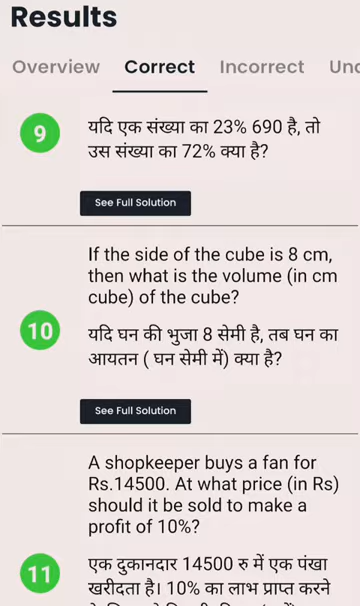 Results
Overview Correct Incorrect
9
यदि एक संख्या का 23% 690 है, तो
उस संख्या का 72% क्या है?
See Full Solution
If the side of the cube is 8 cm,
then what is the volume (in cm
cube) of the cube?
10
यदि घन की भुजा 8 सेमी है, तब घन का
आयतन ( घन सेमी में) क्या है?
See Full Solution
A shopkeeper buys a fan for
Rs.14500. At what price (in Rs)
should it be sold to make a
profit of 10%?
11
एक दुकानदार 14500 रु में एक पंखा
खरीदता है। 10% का लाभ प्राप्त करने